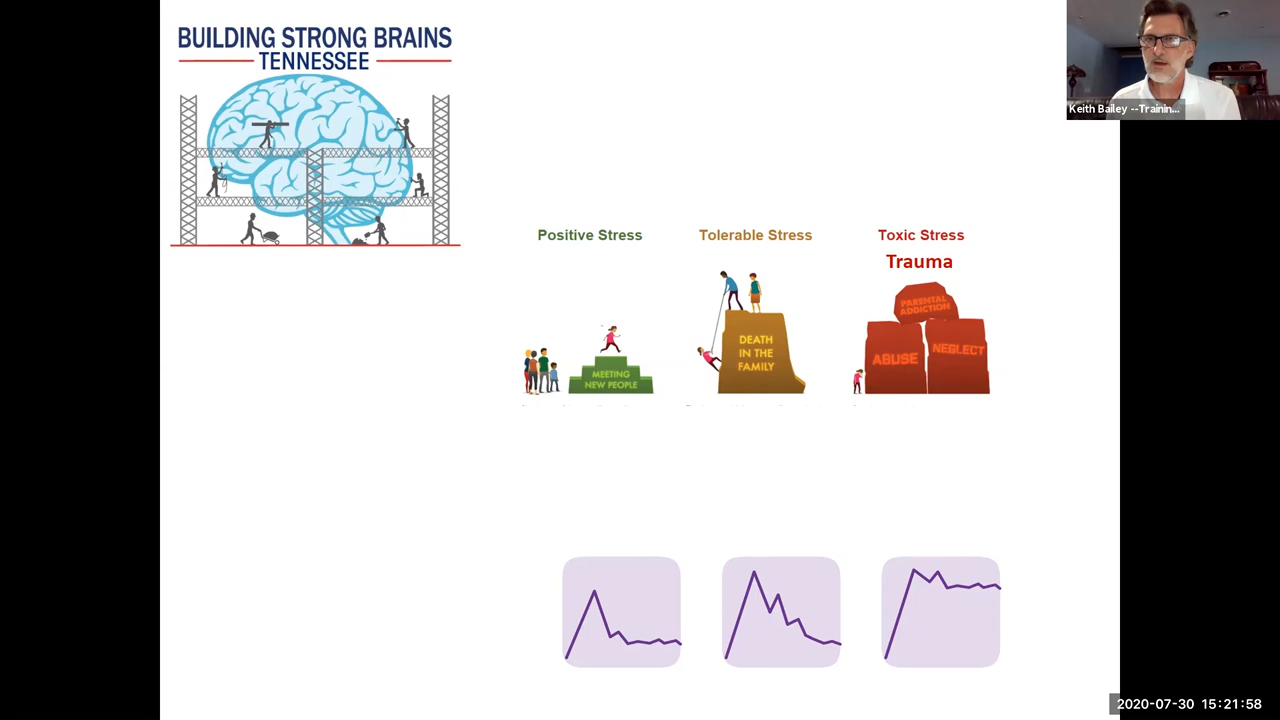 BUILDING STRONG BRAINS
TENNESSEE
Keith Bailey --Trainin...
Positive Stress
Tolerable Stress
Toxic Stress
Trauma
MEETING
NEW PEOPLE
DEATH
IN THE
FAMILY
PARENTAL
ADDICTION
ABUSE
NEGLECT
2020-07-30 15:21:58